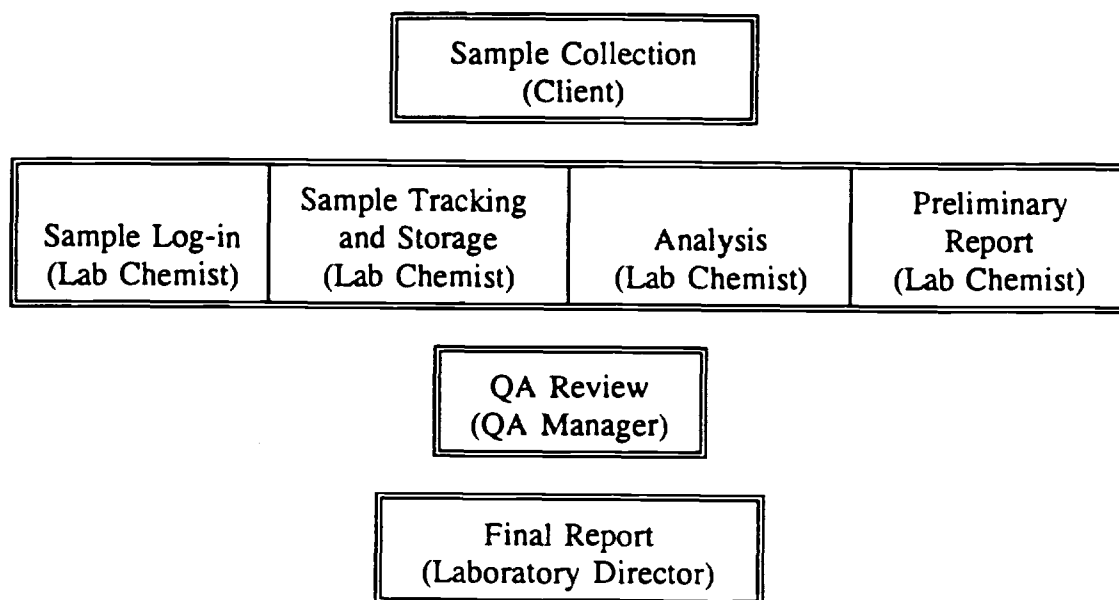 Sample Collection
(Client)
Sample Log-in
(Lab Chemist)
Sample Tracking
and Storage
(Lab Chemist)
Analysis
(Lab Chemist)
Preliminary
Report
(Lab Chemist)
QA Review
(QA Manager)
Final Report
(Laboratory Director)